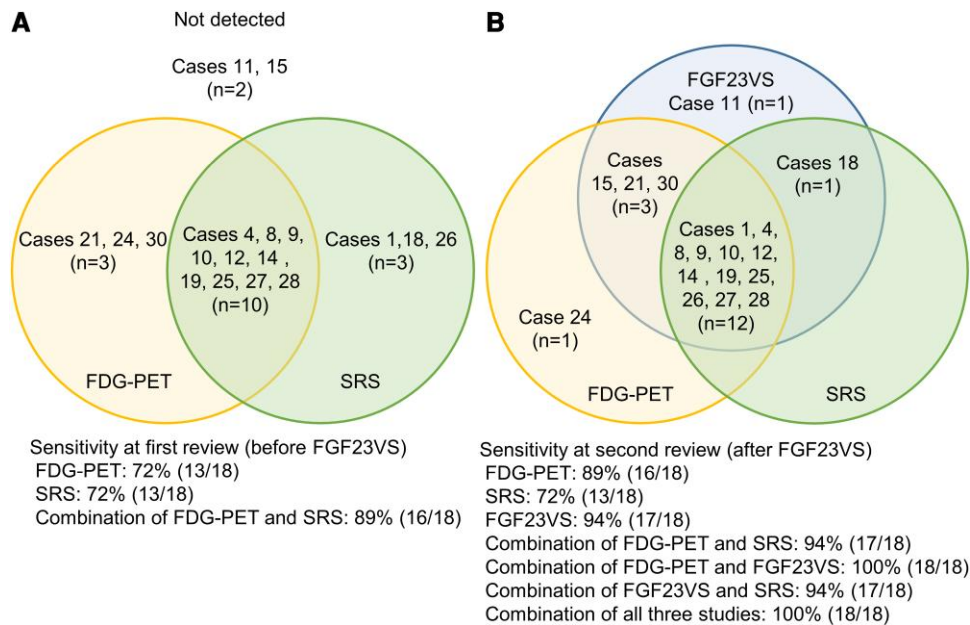 A
Not detected
Cases 11, 15
(n=2)
Cases 21, 24, 30
(n=3)
Cases 4, 8, 9,
10, 12, 14 ,
19, 25, 27, 28
(n=10)
Cases 1,18, 26
(n=3)
FDG-PET
SRS
Sensitivity at first review (before FGF23VS)
FDG-PET: 72% (13/18)
SRS: 72% (13/18)
Combination of FDG-PET and SRS: 89% (16/18)
B
FGF23VS
Case 11 (n=1)
Cases
15, 21, 30
(n=3)
Cases 18
(n=1)
Cases 1, 4,
8, 9, 10, 12,
14 , 19, 25,
26, 27, 28
(n=12)
Case 24
(n=1)
FDG-PET
SRS
Sensitivity at second review (after FGF23VS)
FDG-PET: 89% (16/18)
SRS: 72% (13/18)
FGF23VS: 94% (17/18)
Combination of FDG-PET and SRS: 94% (17/18)
Combination of FDG-PET and FGF23VS: 100% (18/18)
Combination of FGF23VS and SRS: 94% (17/18)
Combination of all three studies: 100% (18/18)